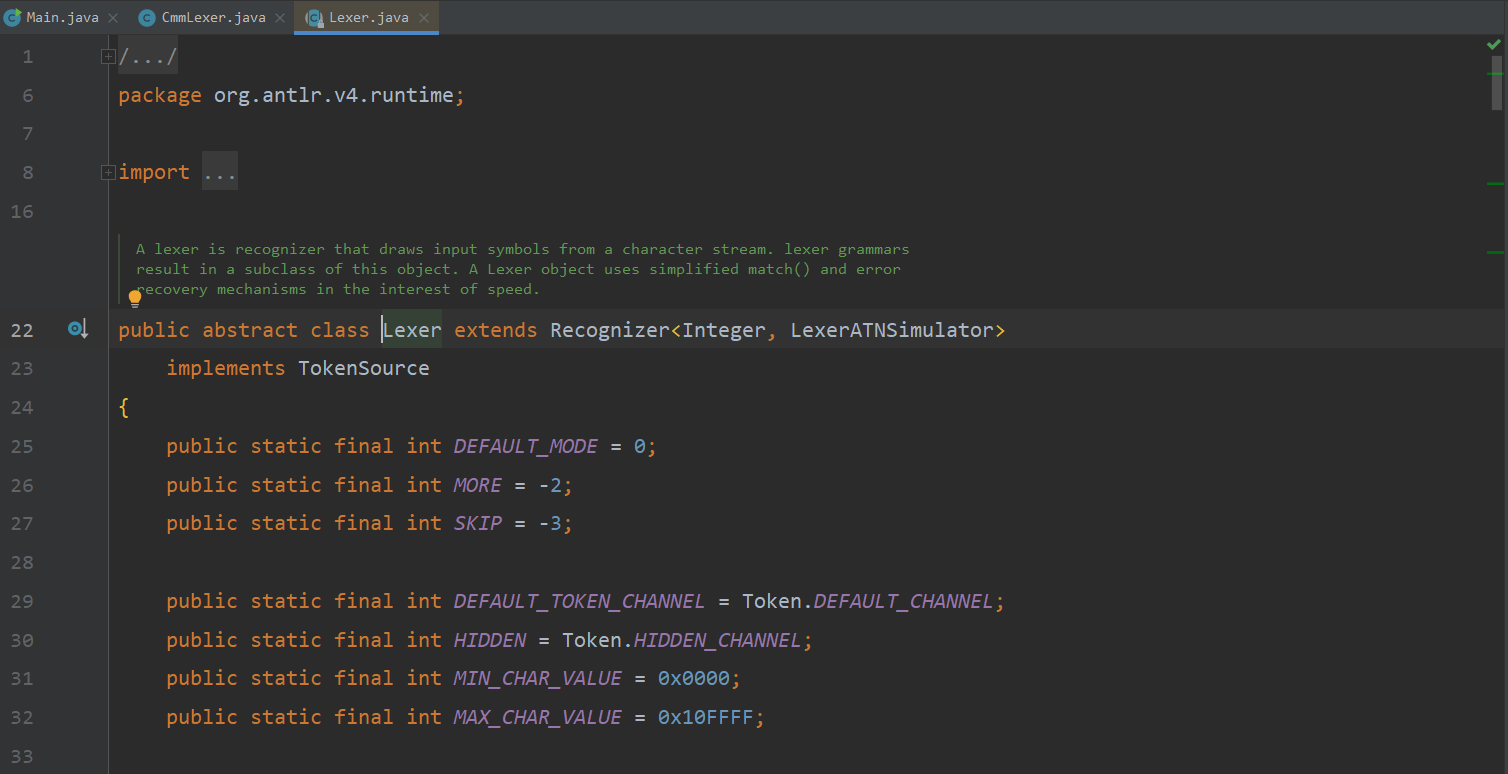 Main.java CmmLexer.java Lexer.java
1 /.../
6 package org.antlr.v4.runtime;
7
8 import ...
16
A lexer is recognizer that draws input symbols from a character stream. lexer grammars
result in a subclass of this object. A Lexer object uses simplified match() and error
recovery mechanisms in the interest of speed.
22 public abstract class Lexer extends Recognizer<Integer, LexerATNSimulator>
23 implements TokenSource
24 {
25 public static final int DEFAULT_MODE = 0;
26 public static final int MORE = -2;
27 public static final int SKIP = -3;
28
29 public static final int DEFAULT_TOKEN_CHANNEL = Token.DEFAULT_CHANNEL;
30 public static final int HIDDEN = Token.HIDDEN_CHANNEL;
31 public static final int MIN_CHAR_VALUE = 0x0000;
32 public static final int MAX_CHAR_VALUE = 0x10FFFF;
33